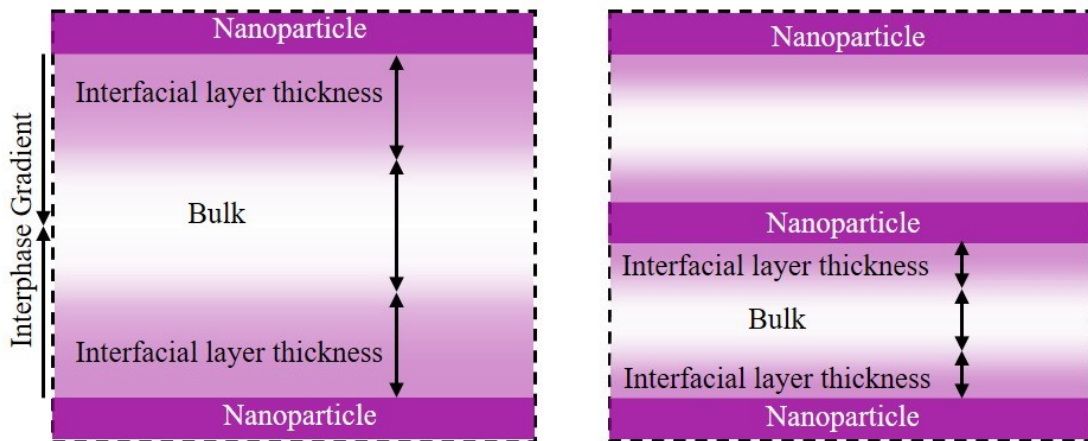 Nanoparticle
Interfacial layer thickness
Bulk
Interfacial layer thickness
Nanoparticle
Interphase Gradient
Nanoparticle
Nanoparticle
Interfacial layer thickness
Bulk
Interfacial layer thickness
Nanoparticle